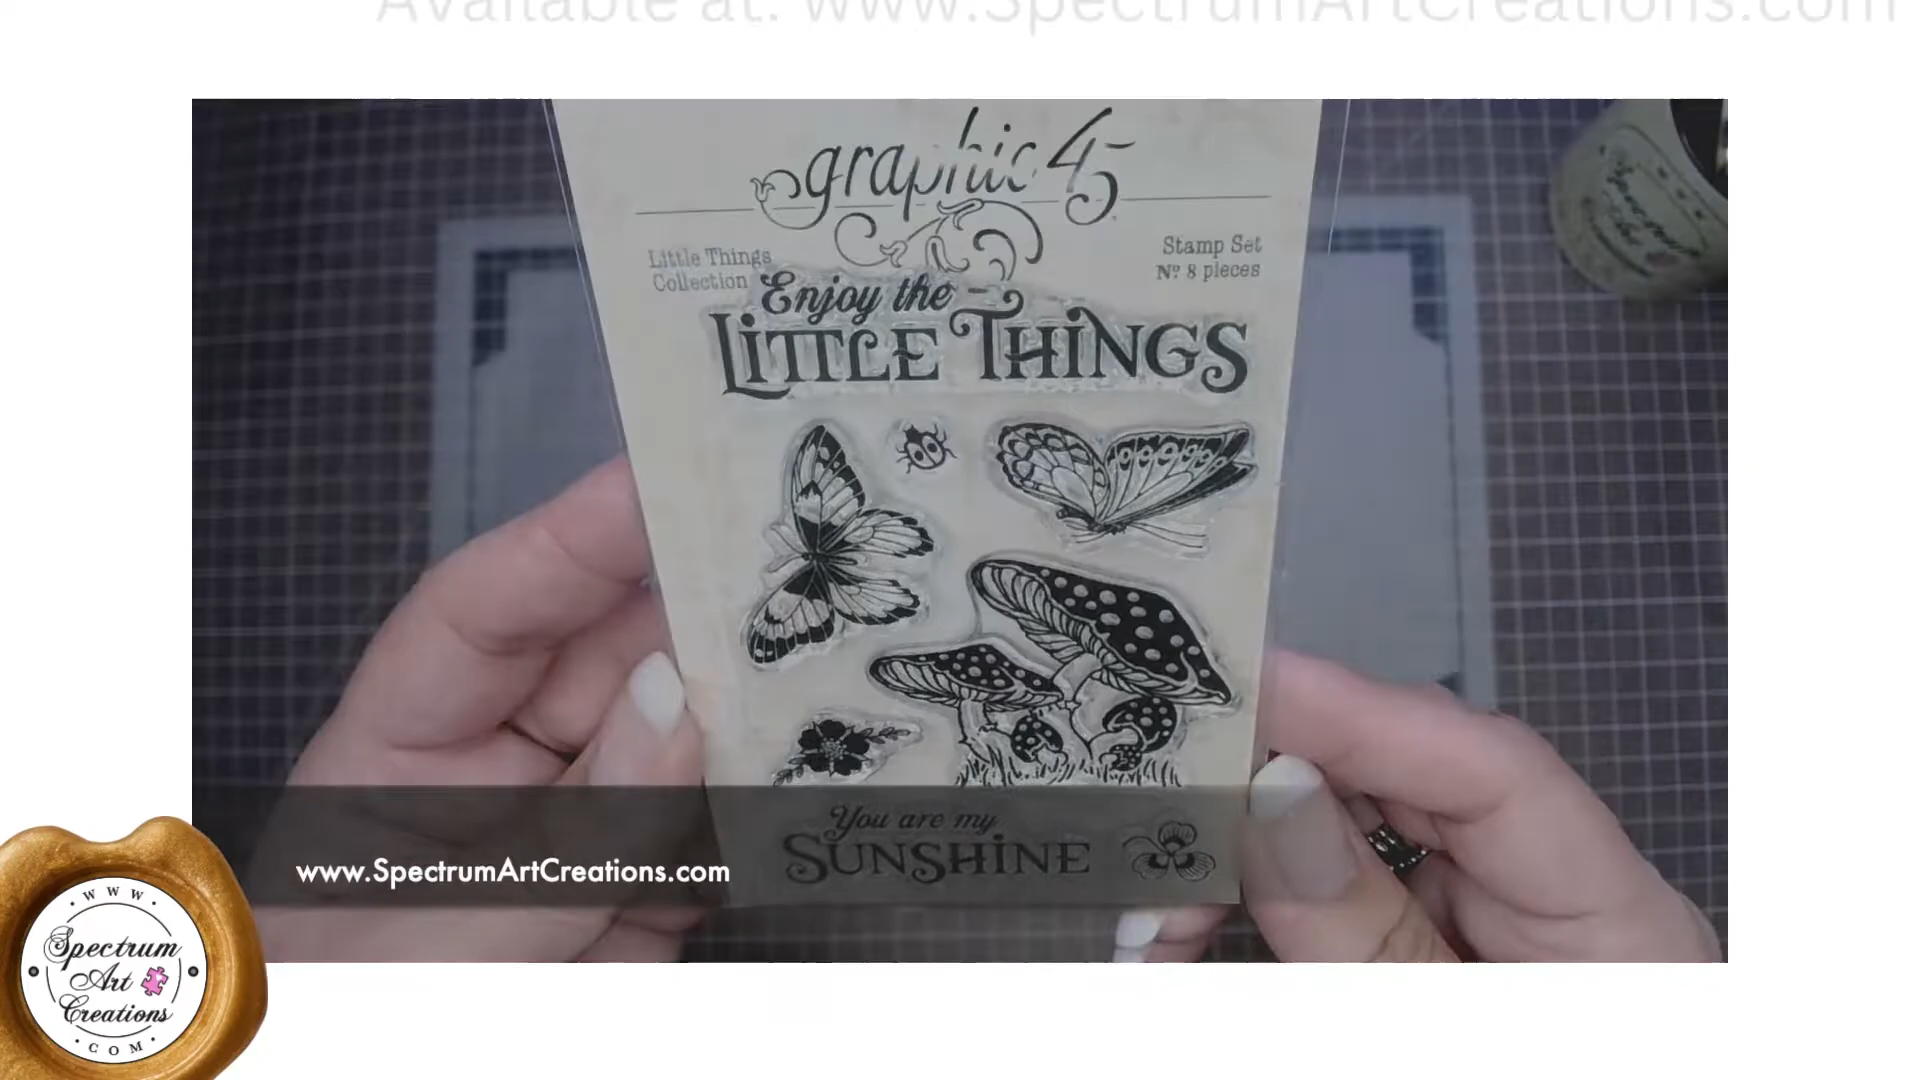 Available at: www.SpectrumArtCreations.com
graphic 45
Little Things
Collection
Stamp Set
Nº 8 pieces
Enjoy the
LITTLE THINGS
You are my
SUNSHINE
www.SpectrumArtCreations.com
WWW.
Spectrum
Art
Creations
.COM.